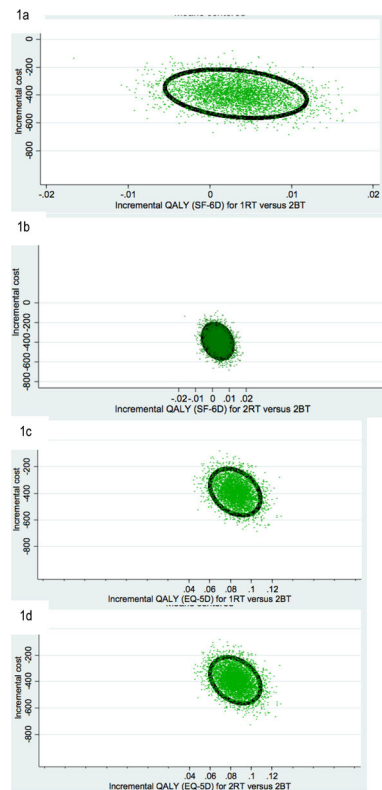 1a
Means centered
Incremental cost
0
-200
-400
-600
-800
-.02 -.01 0 .01 .02
Incremental QALY (SF-6D) for 1RT versus 2BT
1b
Incremental cost
0
-200
-400
-600
-800
-.02 -.01 0 .01 .02
Incremental QALY (SF-6D) for 2RT versus 2BT
1c
Incremental cost
-200
-400
-600
-800
.04 .06 .08 .1 .12
Incremental QALY (EQ-5D) for 1RT versus 2BT
1d
Incremental cost
-200
-400
-600
-800
.04 .06 .08 .1 .12
Incremental QALY (EQ-5D) for 2RT versus 2BT